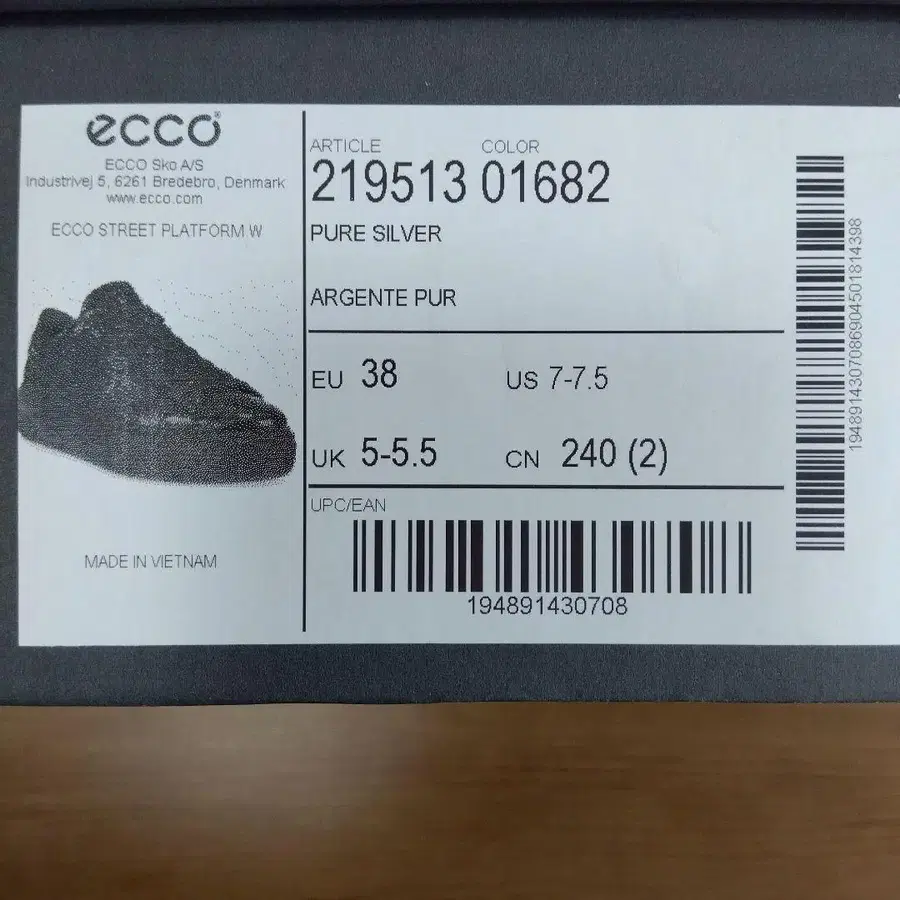 ecco®
ECCO Sko A/S
Industrivej 5, 6261 Bredebro, Denmark
www.ecco.com
ECCO STREET PLATFORM W
MADE IN VIETNAM
ARTICLE COLOR
219513 01682
PURE SILVER
ARGENTE PUR
EU 38 US 7-7.5
UK 5-5.5 CN 240 (2)
UPC/EAN
194891430708
1948914307086904501814398